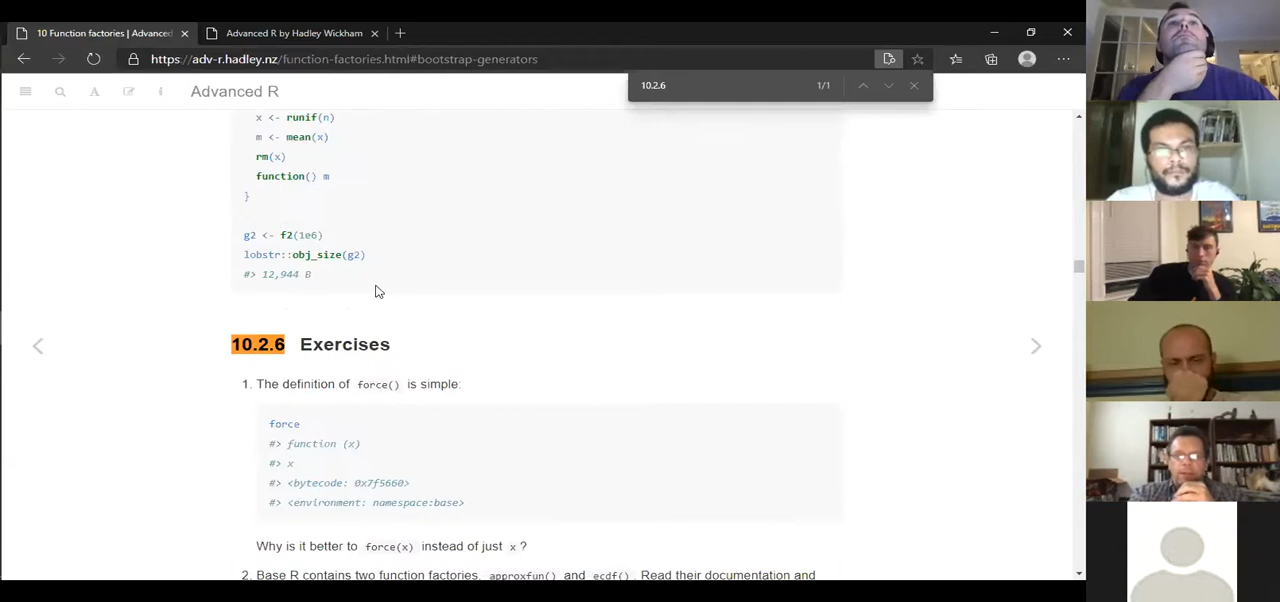 10 Function factories | Advanced
Advanced R by Hadley Wickham
https://adv-r.hadley.nz/function-factories.html#bootstrap-generators
10.2.6
1/1
Advanced R
x <- runif(n)
m <- mean(x)
rm(x)
function() m
}
g2 <- f2(1e6)
lobstr::obj_size(g2)
#> 12,944 B
10.2.6 Exercises
1. The definition of force() is simple:
force
#> function (x)
#> x
#> <bytecode: 0x7f5660>
#> <environment: namespace:base>
Why is it better to force(x) instead of just x ?
2. Base R contains two function factories, approxfun() and ecdf(). Read their documentation and